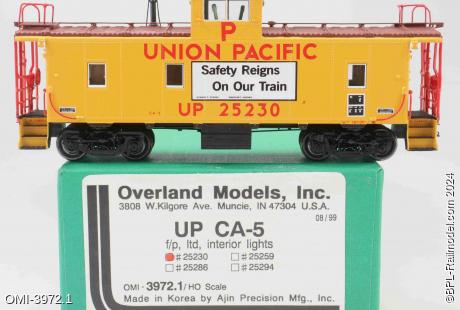 P
UNION PACIFIC
Safety Reigns
On Our Train
UP 25230
Overland Models, Inc.
3808 W.Kilgore Ave. Muncie, IN 47304 U.S.A.
08/99
UP CA-5
f/p, ltd, interior lights
#25230 #25259
#25286 #25294
OMI - 3972.1/HO Scale
Made in Korea by Ajin Precision Mfg., Inc.
OMI-3972.1
©BPL-Railmodel.com 2024